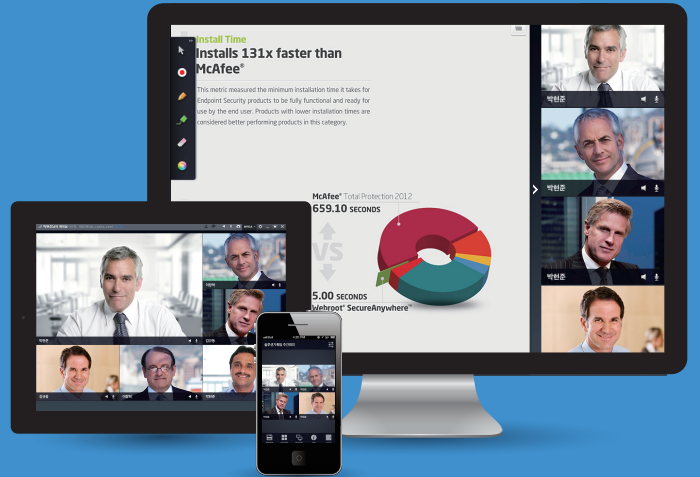 Install Time
Installs 131x faster than
McAfee®
This metric measured the minimum installation time it takes for
Endpoint Security products to be fully functional and ready for
use by the end user. Products with lower installation times are
considered better performing products in this category.
McAfee® Total Protection 2012
659.10 SECONDS
VS
5.00 SECONDS
Webroot® SecureAnywhere™
박현준
박현준
박현준